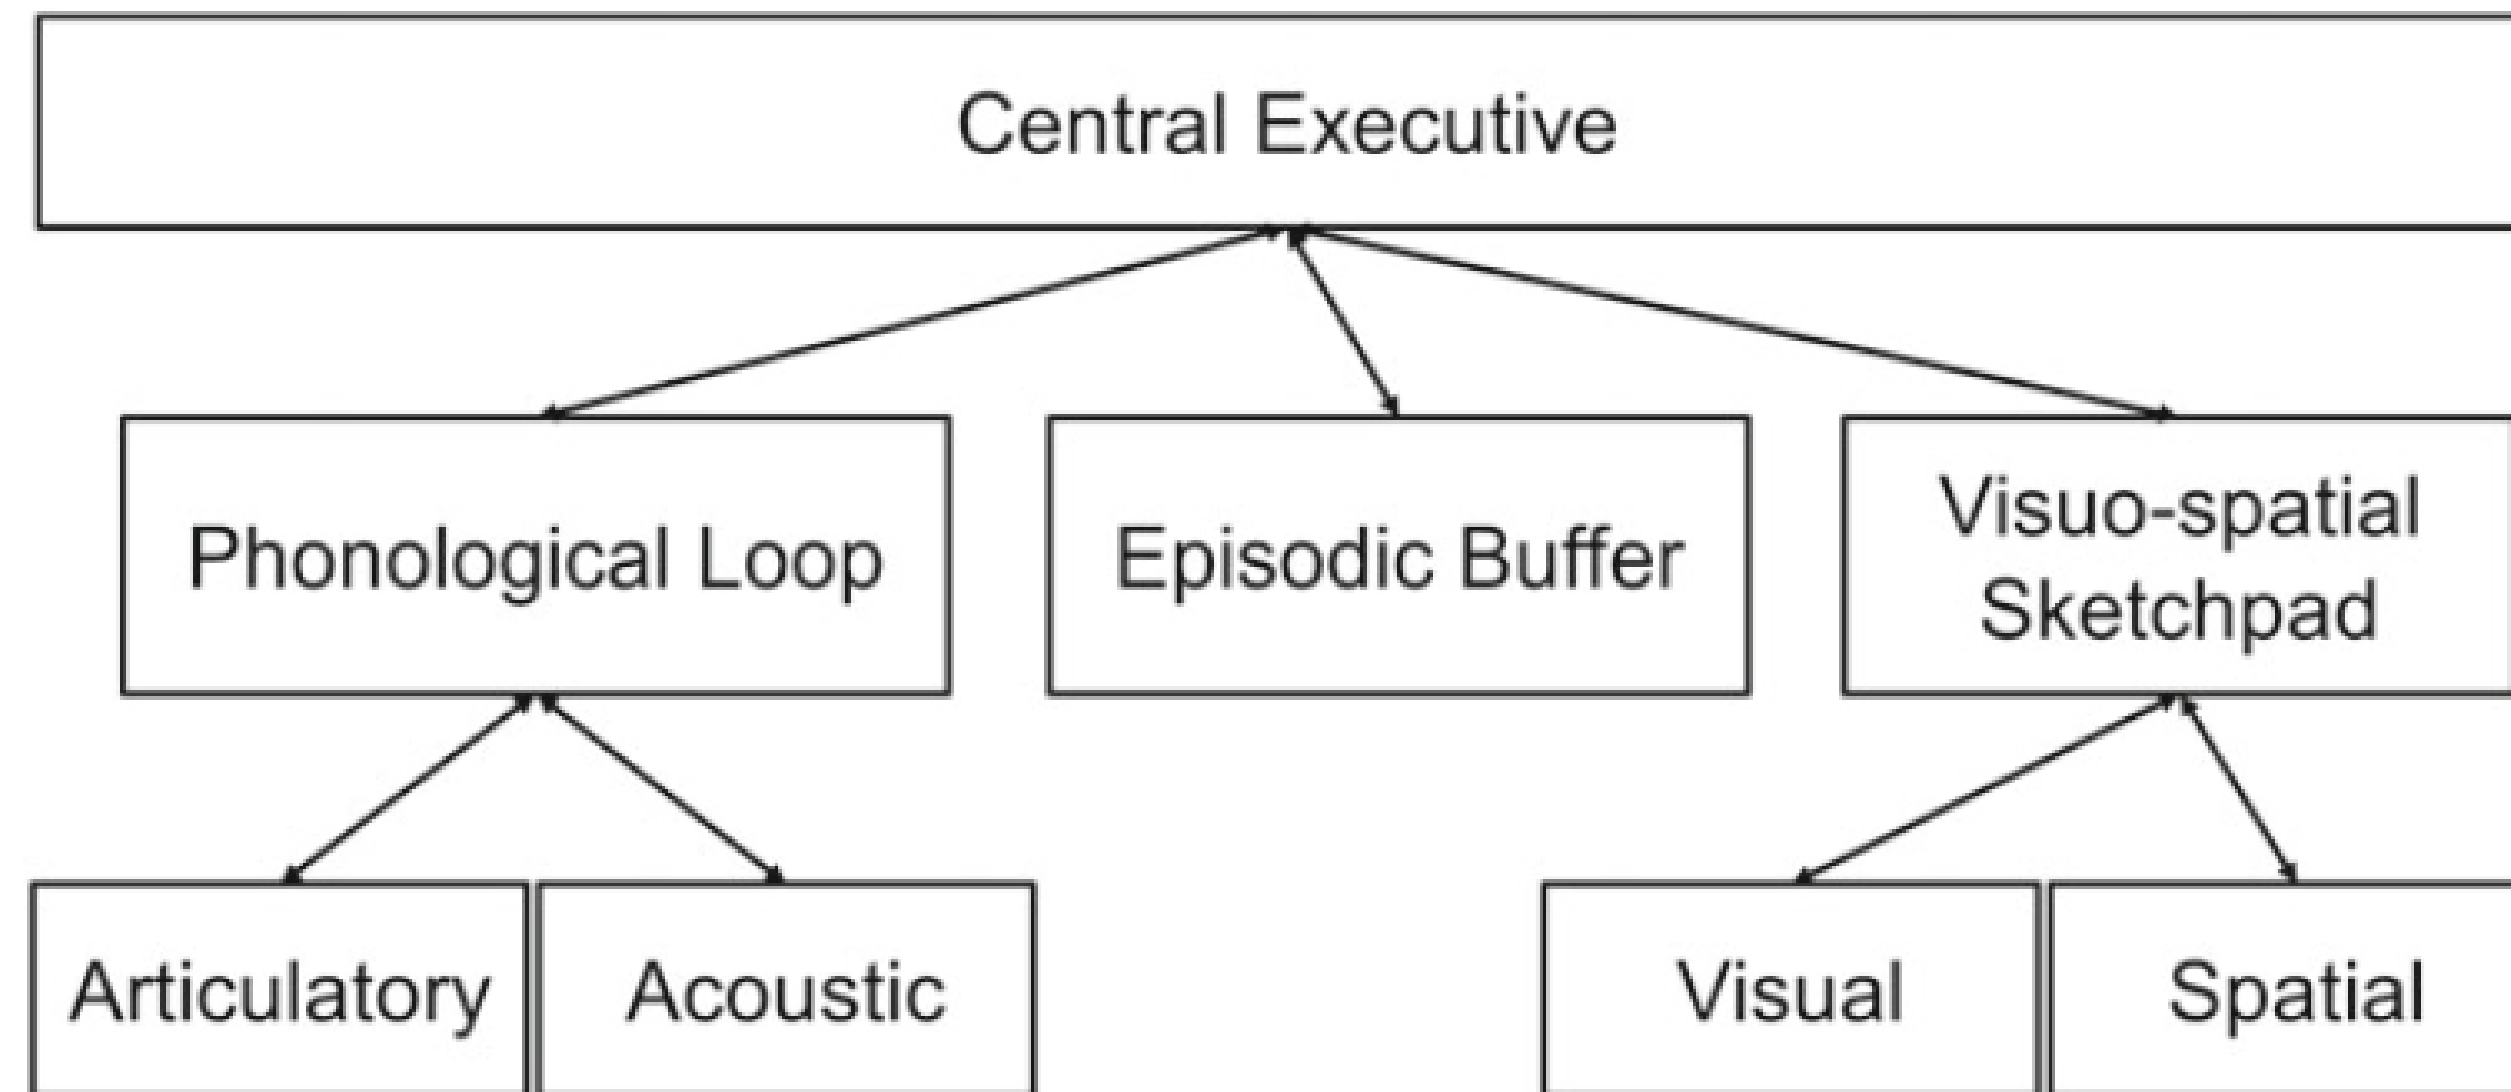 Central Executive
Phonological Loop
Episodic Buffer
Visuo-spatial
Sketchpad
Articulatory
Acoustic
Visual
Spatial